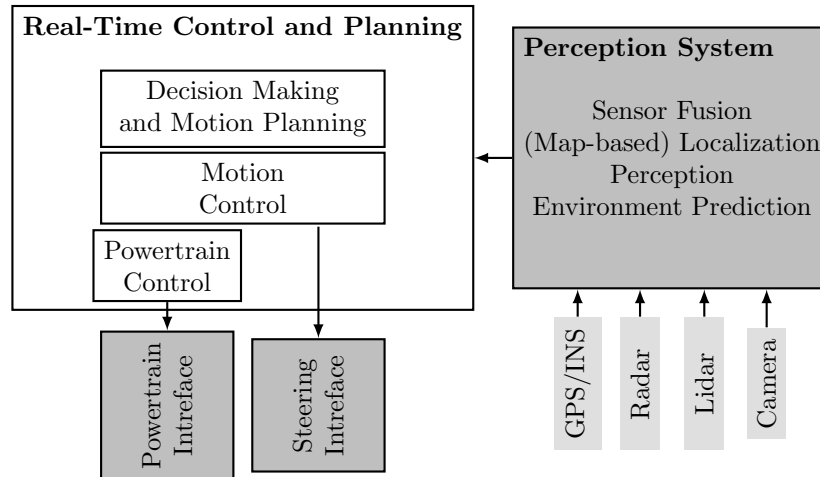 Real-Time Control and Planning
Decision Making
and Motion Planning
Motion
Control
Powertrain
Control
Powertrain
Intreface
Steering
Intreface
Perception System
Sensor Fusion
(Map-based) Localization
Perception
Environment Prediction
GPS/INS
Radar
Lidar
Camera